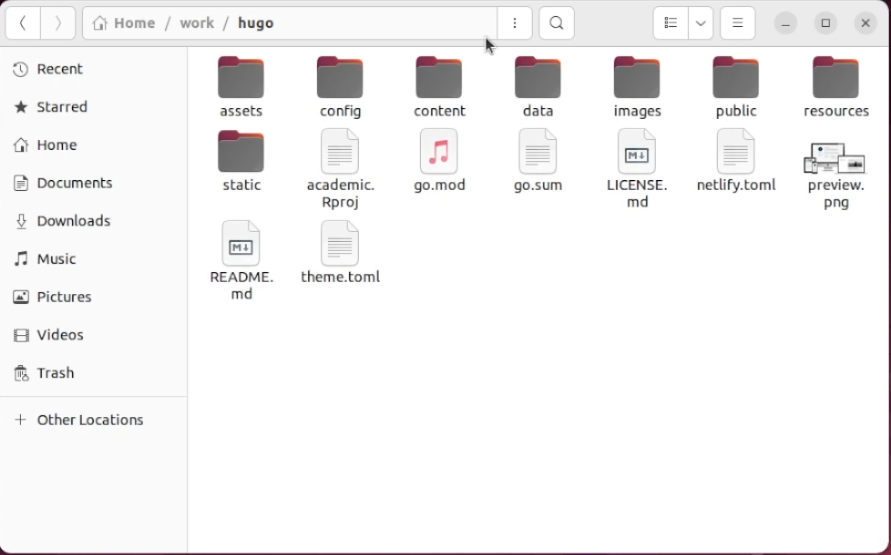 Home / work / hugo
Recent
Starred
Home
Documents
Downloads
Music
Pictures
Videos
Trash
Other Locations
assets
config
content
data
images
public
resources
static
academic.
Rproj
go.mod
go.sum
LICENSE.
md
netlify.toml
preview.
png
README.
md
theme.toml